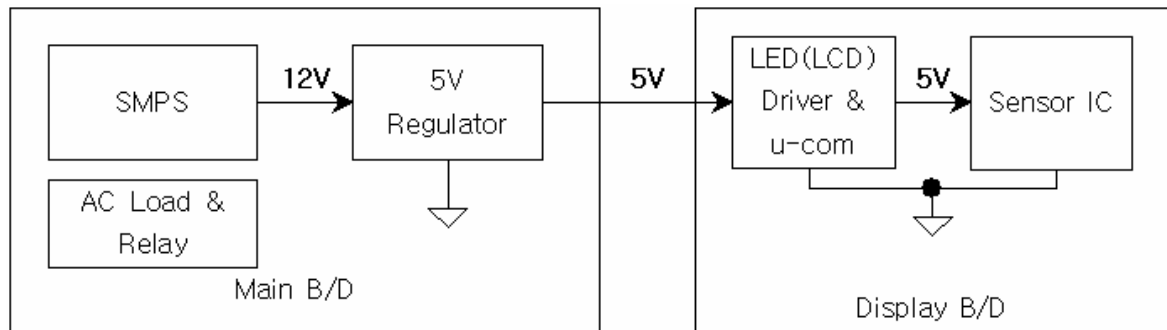 SMPS
12V
5V
Regulator
5V
LED(LCD)
Driver &
u-com
5V
Sensor IC
AC Load &
Relay
Main B/D
Display B/D